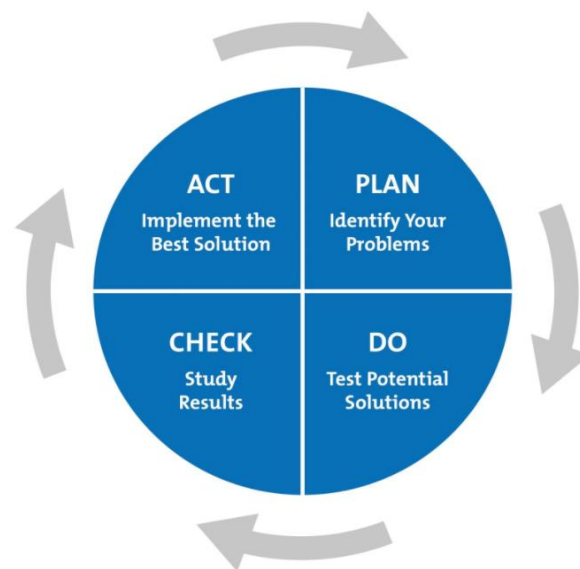 ACT
Implement the
Best Solution
PLAN
Identify Your
Problems
CHECK
Study
Results
DO
Test Potential
Solutions